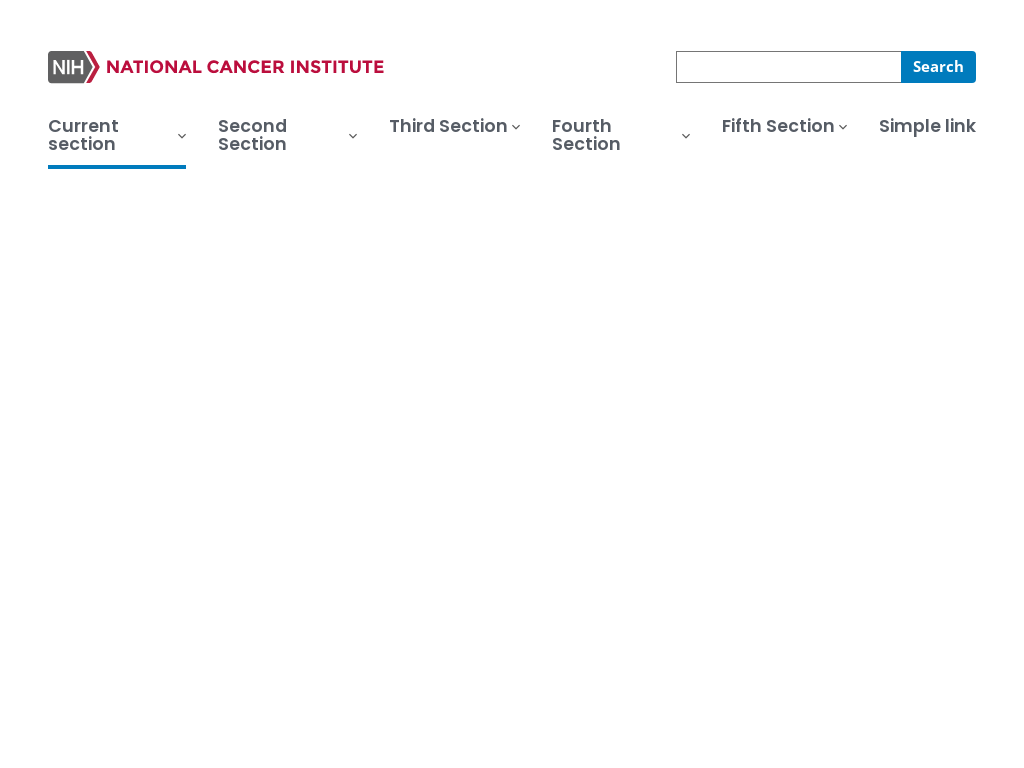 NIH NATIONAL CANCER INSTITUTE
Search
Current
section
Second
Section
Third Section
Fourth
Section
Fifth Section
Simple link